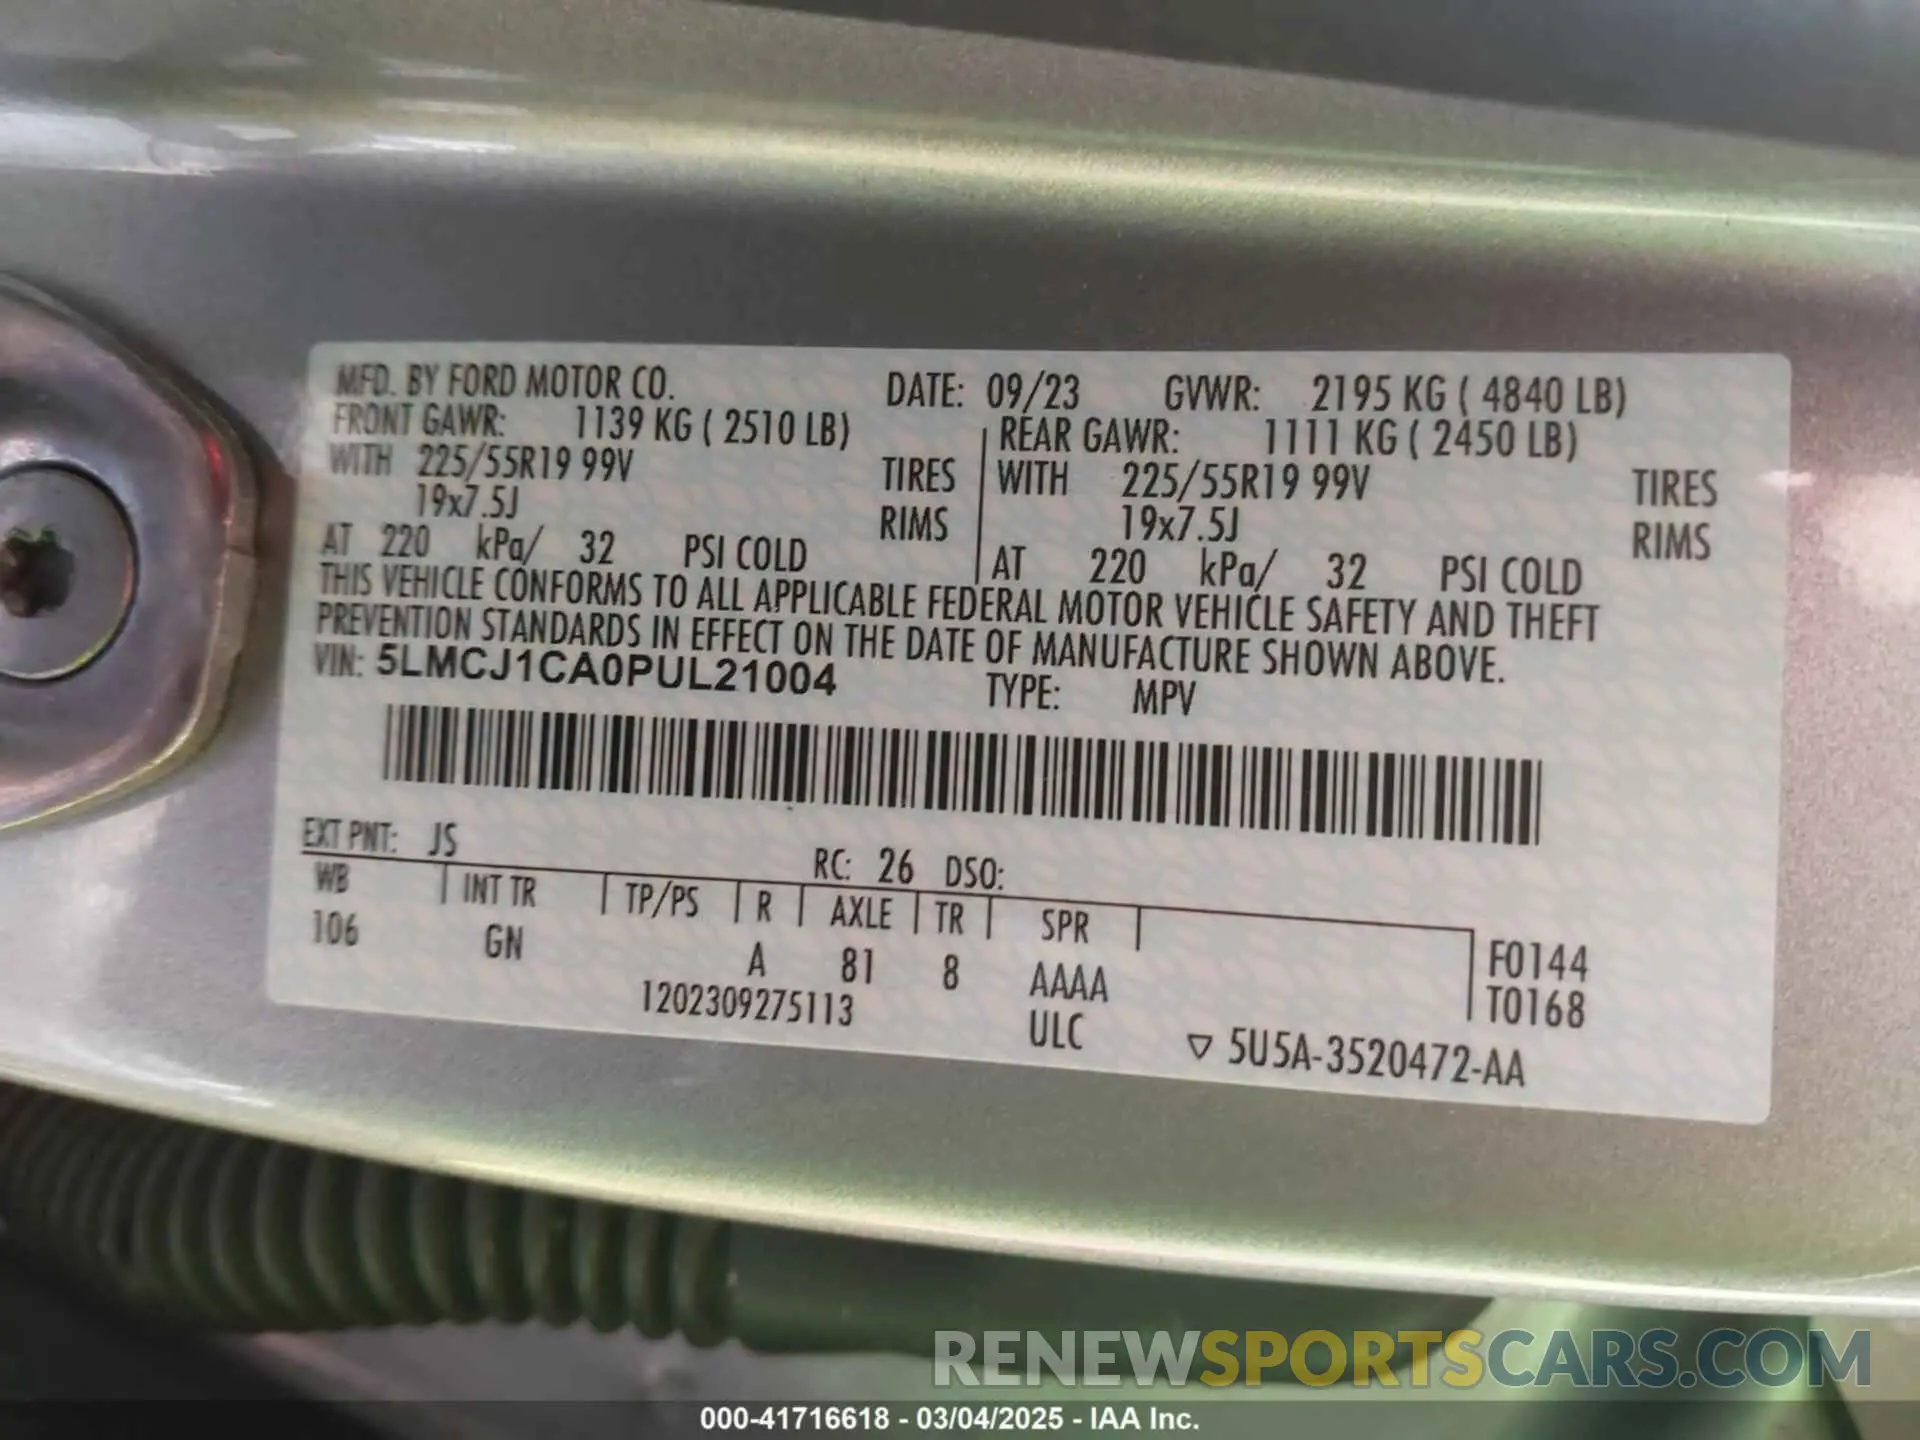 MFD. BY FORD MOTOR CO. DATE: 09/23 GVWR: 2195 KG ( 4840 LB)
FRONT GAWR: 1139 KG ( 2510 LB) REAR GAWR: 1111 KG ( 2450 LB)
WITH 225/55R19 99V TIRES WITH 225/55R19 99V TIRES
19x7.5J RIMS 19x7.5J RIMS
AT 220 kPa/ 32 PSI COLD AT 220 kPa/ 32 PSI COLD
THIS VEHICLE CONFORMS TO ALL APPLICABLE FEDERAL MOTOR VEHICLE SAFETY AND THEFT
PREVENTION STANDARDS IN EFFECT ON THE DATE OF MANUFACTURE SHOWN ABOVE.
VIN: 5LMCJ1CA0PUL21004 TYPE: MPV
EXT PNT: JS RC: 26 DSO:
WB INT TR TP/PS R AXLE TR SPR
106 GN A 81 8 AAAA F0144
1202309275113 ULC T0168
▽ 5U5A-3520472-AA
RENEWSPORTSCARS.COM
000-41716618 - 03/04/2025 - IAA Inc.